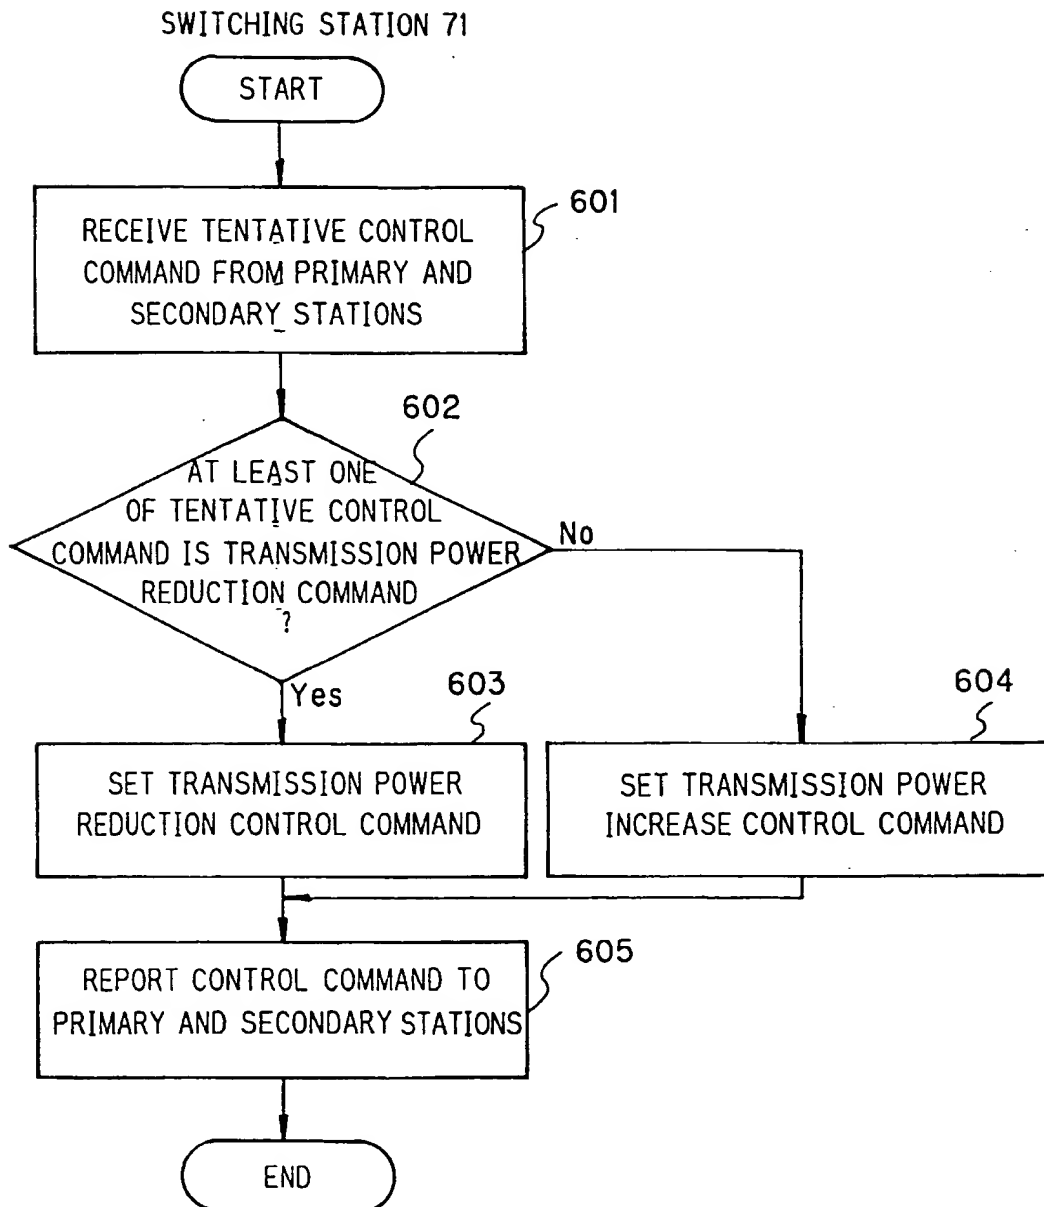 SWITCHING STATION 71
START
601
RECEIVE TENTATIVE CONTROL
COMMAND FROM PRIMARY AND
SECONDARY STATIONS
602
AT LEAST ONE
OF TENTATIVE CONTROL
COMMAND IS TRANSMISSION POWER
REDUCTION COMMAND
?
No
Yes
603
SET TRANSMISSION POWER
REDUCTION CONTROL COMMAND
604
SET TRANSMISSION POWER
INCREASE CONTROL COMMAND
605
REPORT CONTROL COMMAND TO
PRIMARY AND SECONDARY STATIONS
END